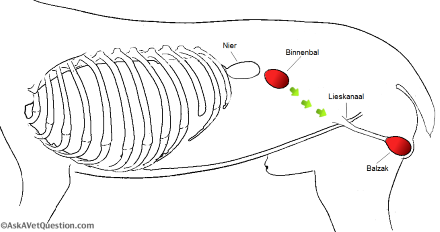 Nier
Binnenbal
Lieskanaal
Balzak
©AskAVetQuestion.com